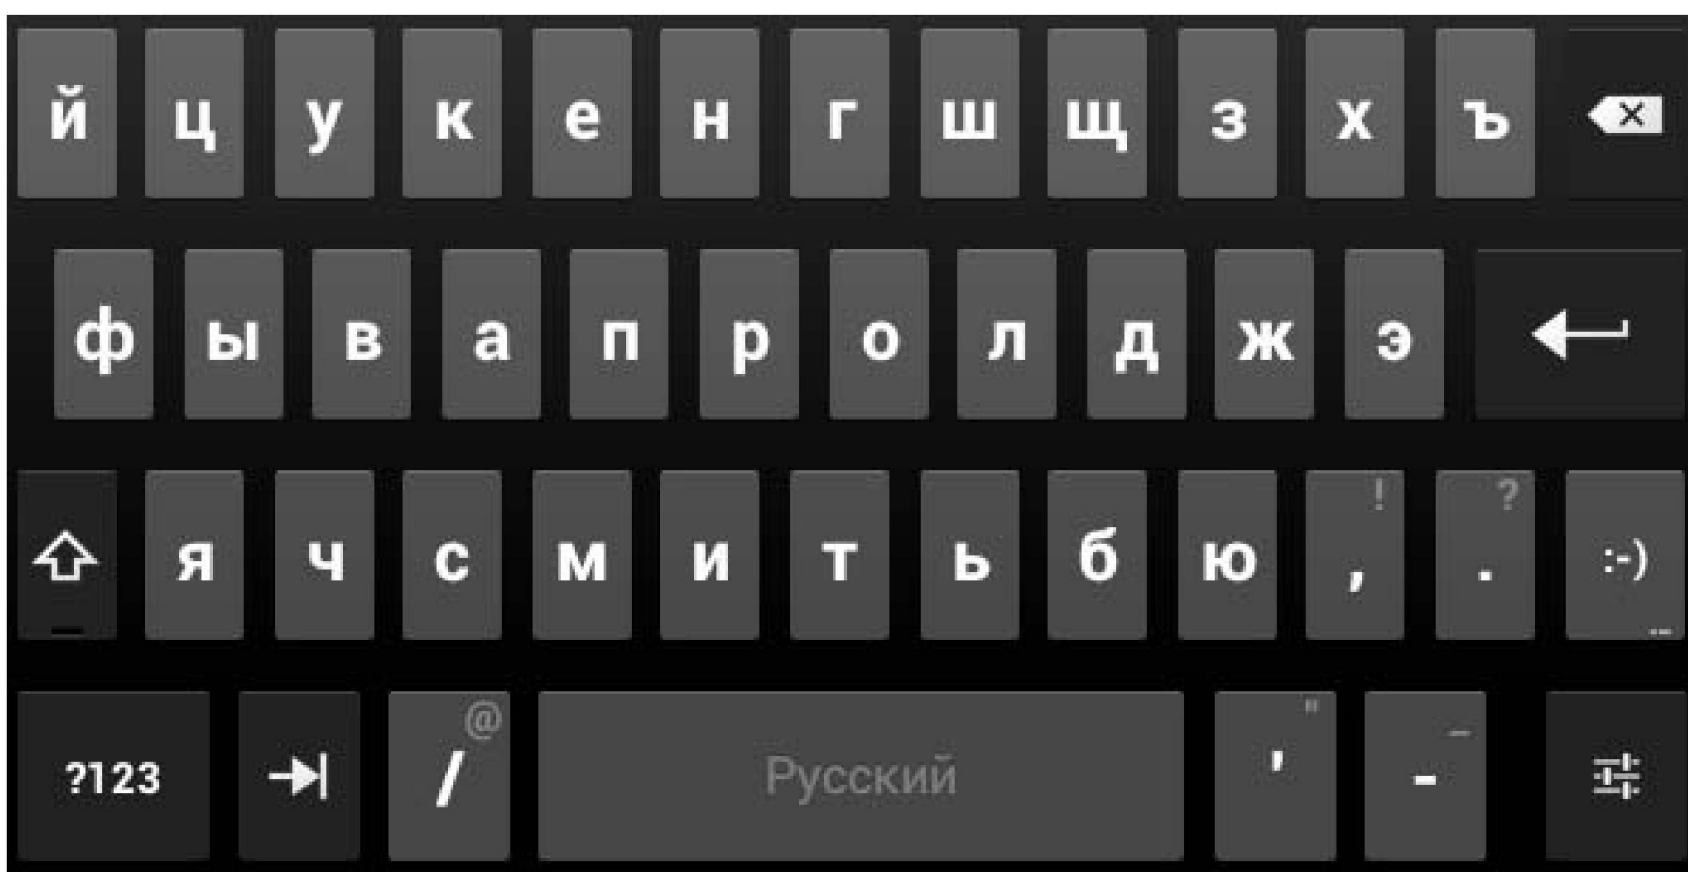 й ц у к е н г ш щ з х ъ
ф ы в а п р о л д ж э
я ч с м и т ь б ю , ! . ? :-) ...
?123 / @ Русский ' " - _